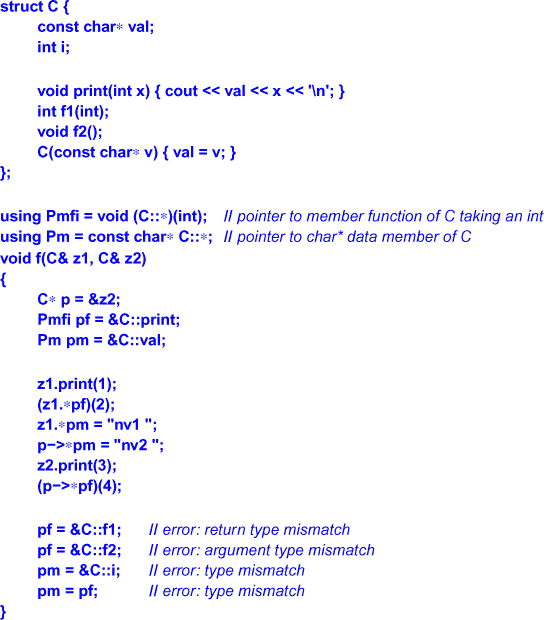 struct C {
const char∗ val;
int i;
void print(int x) { cout << val << x << '\n'; }
int f1(int);
void f2();
C(const char∗ v) { val = v; }
};
using Pmfi = void (C::∗)(int); // pointer to member function of C taking an int
using Pm = const char∗ C::∗; // pointer to char* data member of C
void f(C& z1, C& z2)
{
C∗ p = &z2;
Pmfi pf = &C::print;
Pm pm = &C::val;
z1.print(1);
(z1.∗pf)(2);
z1.∗pm = "nv1 ";
p−>∗pm = "nv2 ";
z2.print(3);
(p−>∗pf)(4);
pf = &C::f1; // error: return type mismatch
pf = &C::f2; // error: argument type mismatch
pm = &C::i; // error: type mismatch
pm = pf; // error: type mismatch
}